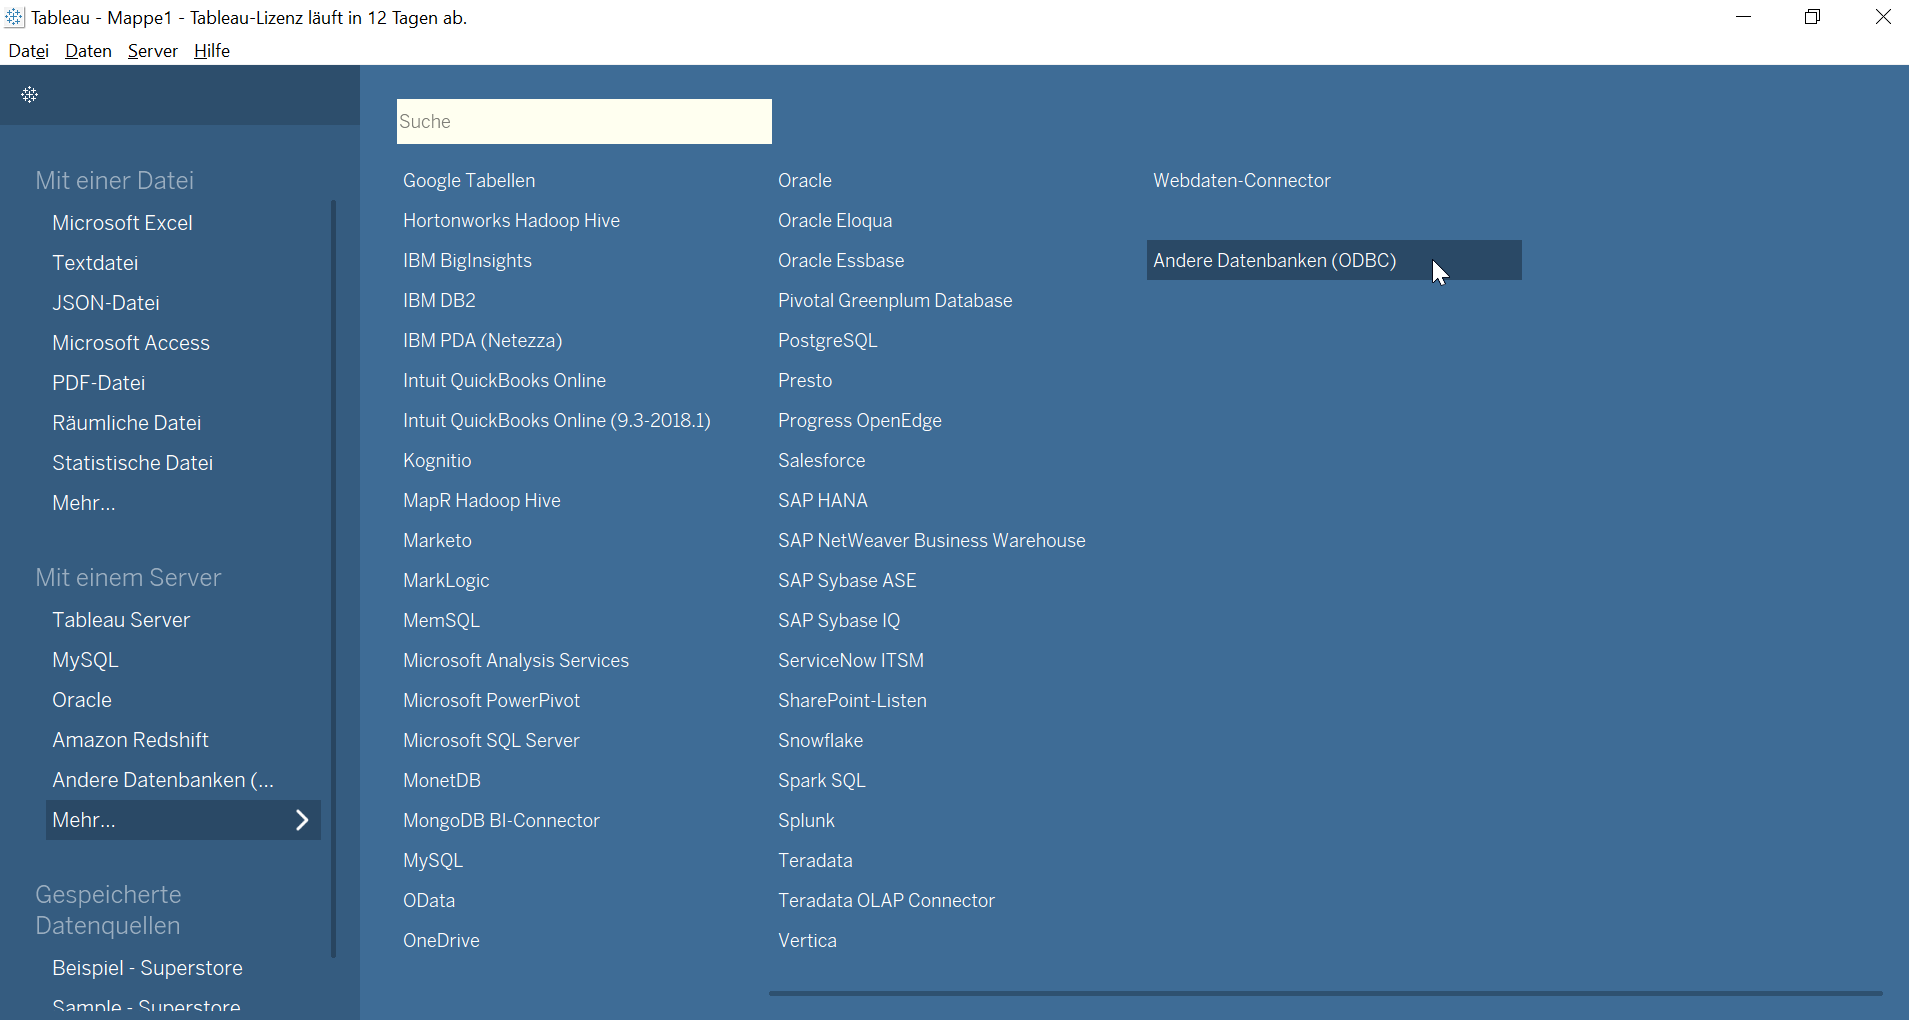 Tableau - Mappe1 - Tableau-Lizenz läuft in 12 Tagen ab.
Datei Daten Server Hilfe
Mit einer Datei
Microsoft Excel
Textdatei
JSON-Datei
Microsoft Access
PDF-Datei
Räumliche Datei
Statistische Datei
Mehr...
Mit einem Server
Tableau Server
MySQL
Oracle
Amazon Redshift
Andere Datenbanken (...
Mehr...
Gespeicherte
Datenquellen
Beispiel - Superstore
Sample - Superstore
Suche
Google Tabellen
Hortonworks Hadoop Hive
IBM BigInsights
IBM DB2
IBM PDA (Netezza)
Intuit QuickBooks Online
Intuit QuickBooks Online (9.3-2018.1)
Kognitio
MapR Hadoop Hive
Marketo
MarkLogic
MemSQL
Microsoft Analysis Services
Microsoft PowerPivot
Microsoft SQL Server
MonetDB
MongoDB BI-Connector
MySQL
OData
OneDrive
Oracle
Oracle Eloqua
Oracle Essbase
Pivotal Greenplum Database
PostgreSQL
Presto
Progress OpenEdge
Salesforce
SAP HANA
SAP NetWeaver Business Warehouse
SAP Sybase ASE
SAP Sybase IQ
ServiceNow ITSM
SharePoint-Listen
Snowflake
Spark SQL
Splunk
Teradata
Teradata OLAP Connector
Vertica
Webdaten-Connector
Andere Datenbanken (ODBC)